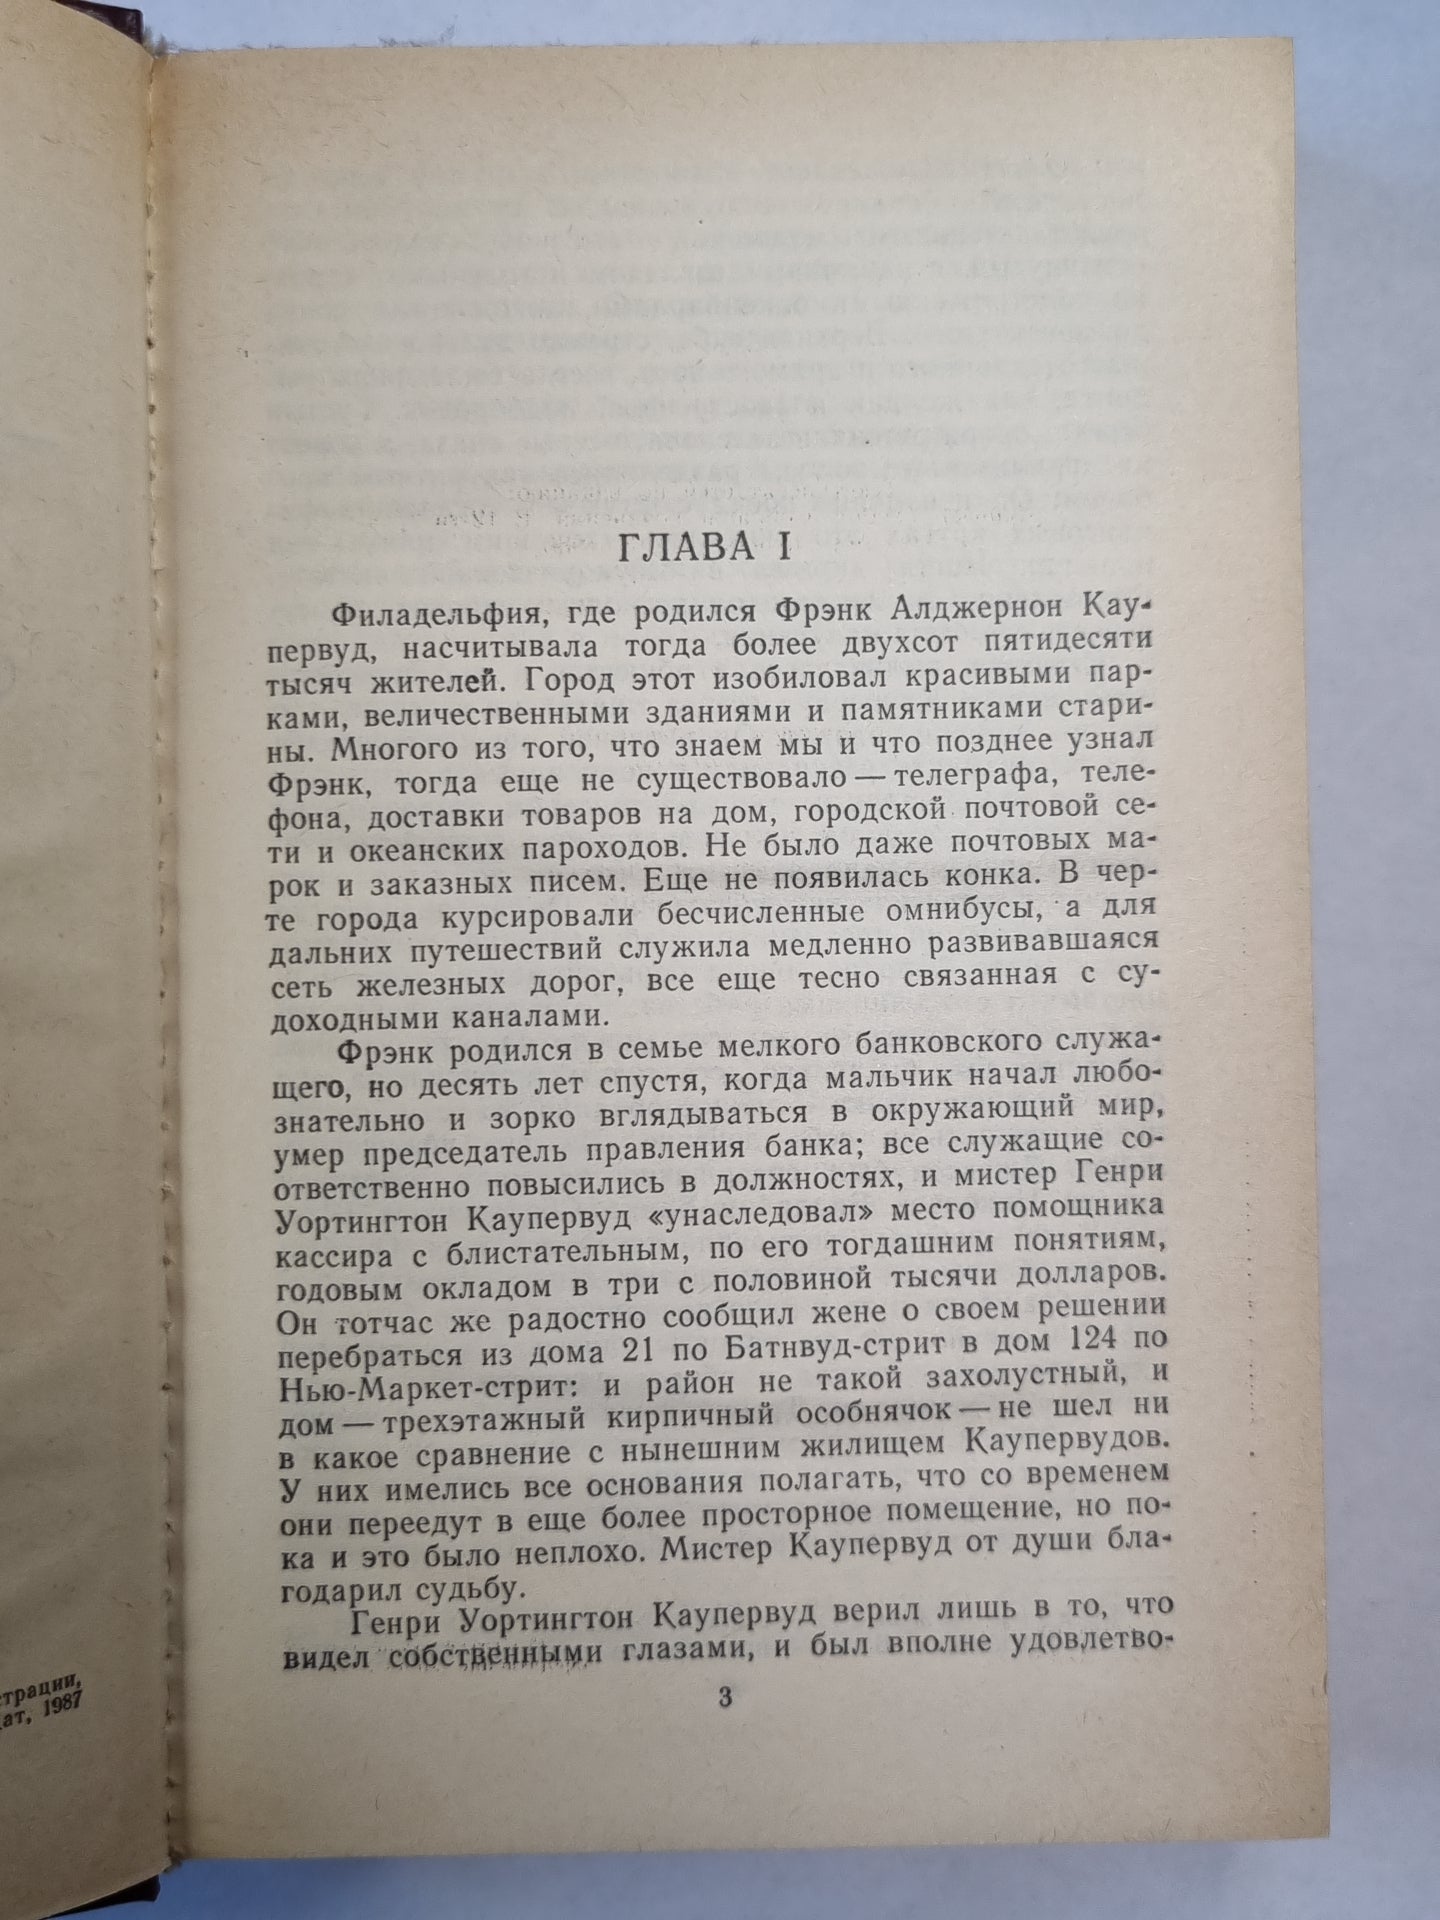 ГЛАВА I
Филадельфия, где родился Фрэнк Алджернон Кау-
первуд, насчитывала тогда более двухсот пятидесяти
тысяч жителей. Город этот изобиловал красивыми пар-
ками, величественными зданиями и памятниками стари-
ны. Многого из того, что знаем мы и что позднее узнал
Фрэнк, тогда еще не существовало — телеграфа, теле-
фона, доставки товаров на дом, городской почтовой се-
ти и океанских пароходов. Не было даже почтовых ма-
рок и заказных писем. Еще не появилась конка. В чер-
те города курсировали бесчисленные омнибусы, а для
дальних путешествий служила медленно развивавшаяся
сеть железных дорог, все еще тесно связанная с су-
доходными каналами.
Фрэнк родился в семье мелкого банковского служа-
щего, но десять лет спустя, когда мальчик начал любо-
знательно и зорко вглядываться в окружающий мир,
умер председатель правления банка; все служащие со-
ответственно повысились в должностях, и мистер Генри
Уортингтон Каупервуд «унаследовал» место помощника
кассира с блистательным, по его тогдашним понятиям,
годовым окладом в три с половиной тысячи долларов.
Он тотчас же радостно сообщил жене о своем решении
перебраться из дома 21 по Батнвуд-стрит в дом 124 по
Нью-Маркет-стрит: и район не такой захолустный, и
дом — трехэтажный кирпичный особнячок — не шел ни
в какое сравнение с нынешним жилищем Каупервудов.
У них имелись все основания полагать, что со временем
они переедут в еще более просторное помещение, но по-
ка и это было неплохо. Мистер Каупервуд от души бла-
годарил судьбу.
Генри Уортингтон Каупервуд верил лишь в то, что
видел собственными глазами, и был вполне удовлетво-
3
страции,
дат, 1987